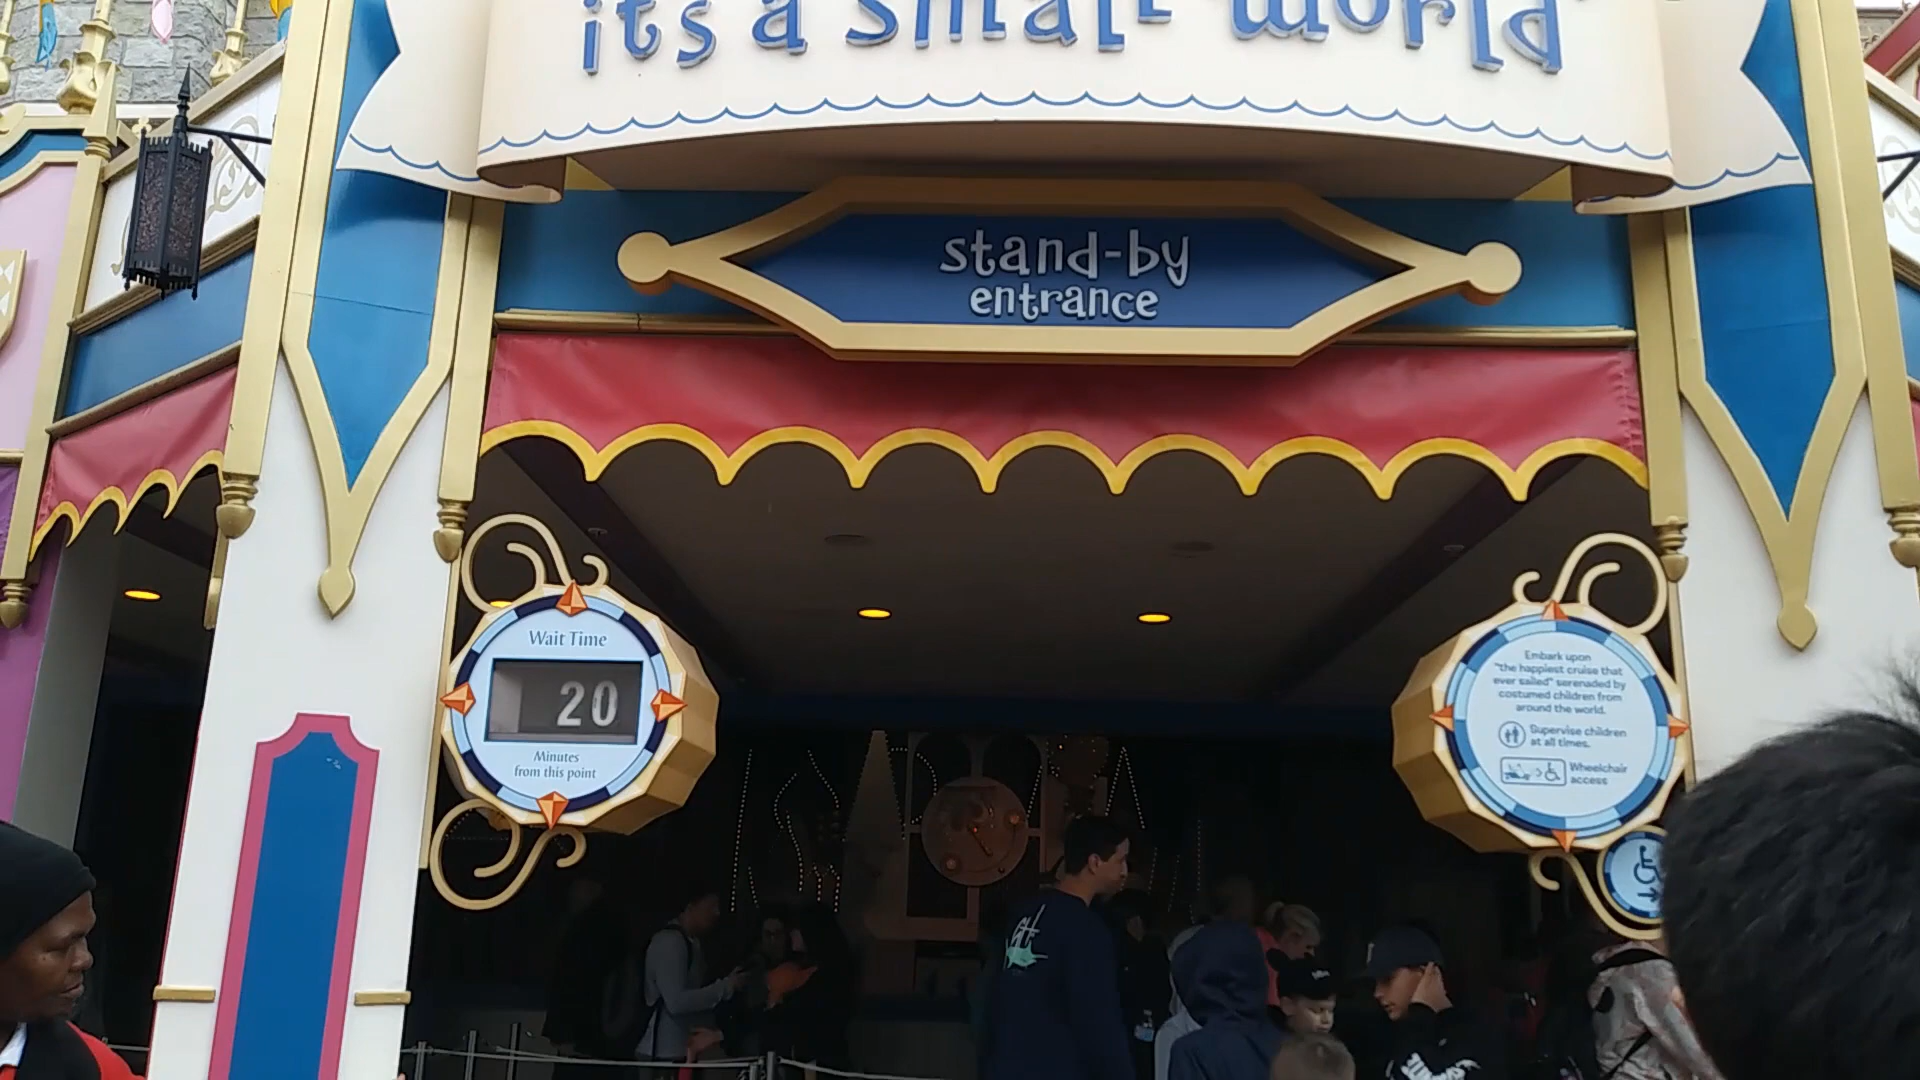 it's a small world
stand-by
entrance
Wait Time
20
Minutes
from this point
Embark upon
"the happiest cruise that
ever sailed" serenaded by
costumed children from
around the world.
Supervise children
at all times.
Wheelchair
access